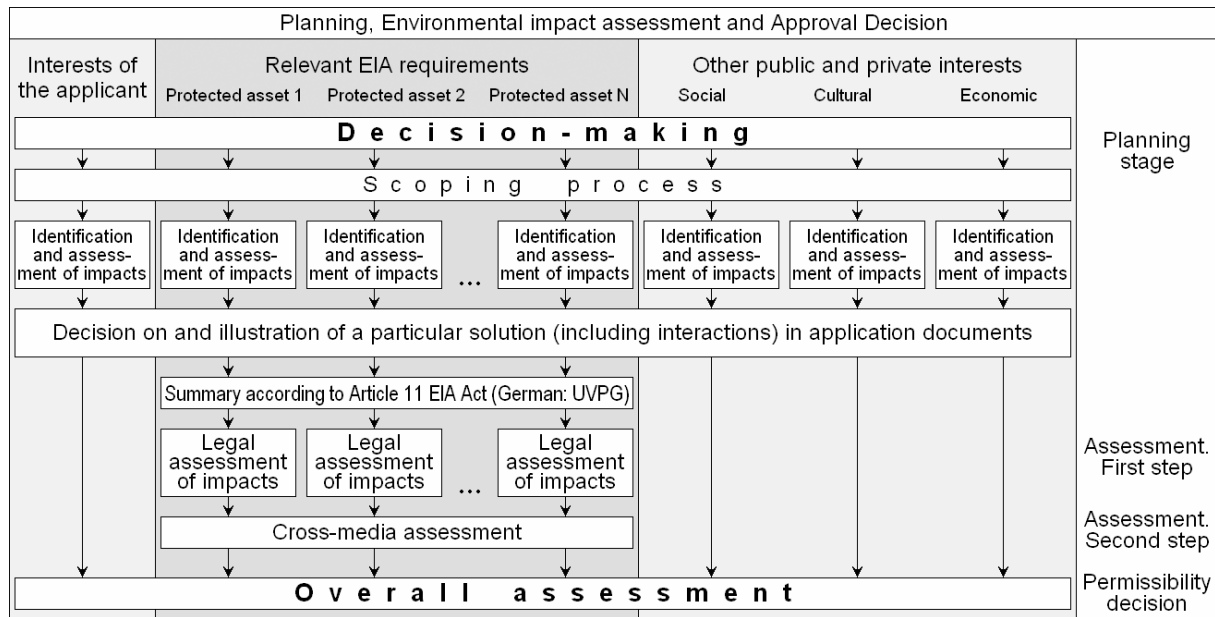 Planning, Environmental impact assessment and Approval Decision
Interests of
the applicant
Relevant EIA requirements
Protected asset 1
Protected asset 2
Protected asset N
Other public and private interests
Social
Cultural
Economic
Decision-making
Planning
stage
Scoping process
Identification
and assess-
ment of impacts
Identification
and assess-
ment of impacts
Identification
and assess-
ment of impacts
...
Identification
and assess-
ment of impacts
Identification
and assess-
ment of impacts
Identification
and assess-
ment of impacts
Identification
and assess-
ment of impacts
Decision on and illustration of a particular solution (including interactions) in application documents
Summary according to Article 11 EIA Act (German: UVPG)
Legal
assessment
of impacts
Legal
assessment
of impacts
...
Legal
assessment
of impacts
Assessment.
First step
Cross-media assessment
Assessment.
Second step
Overall assessment
Permissibility
decision